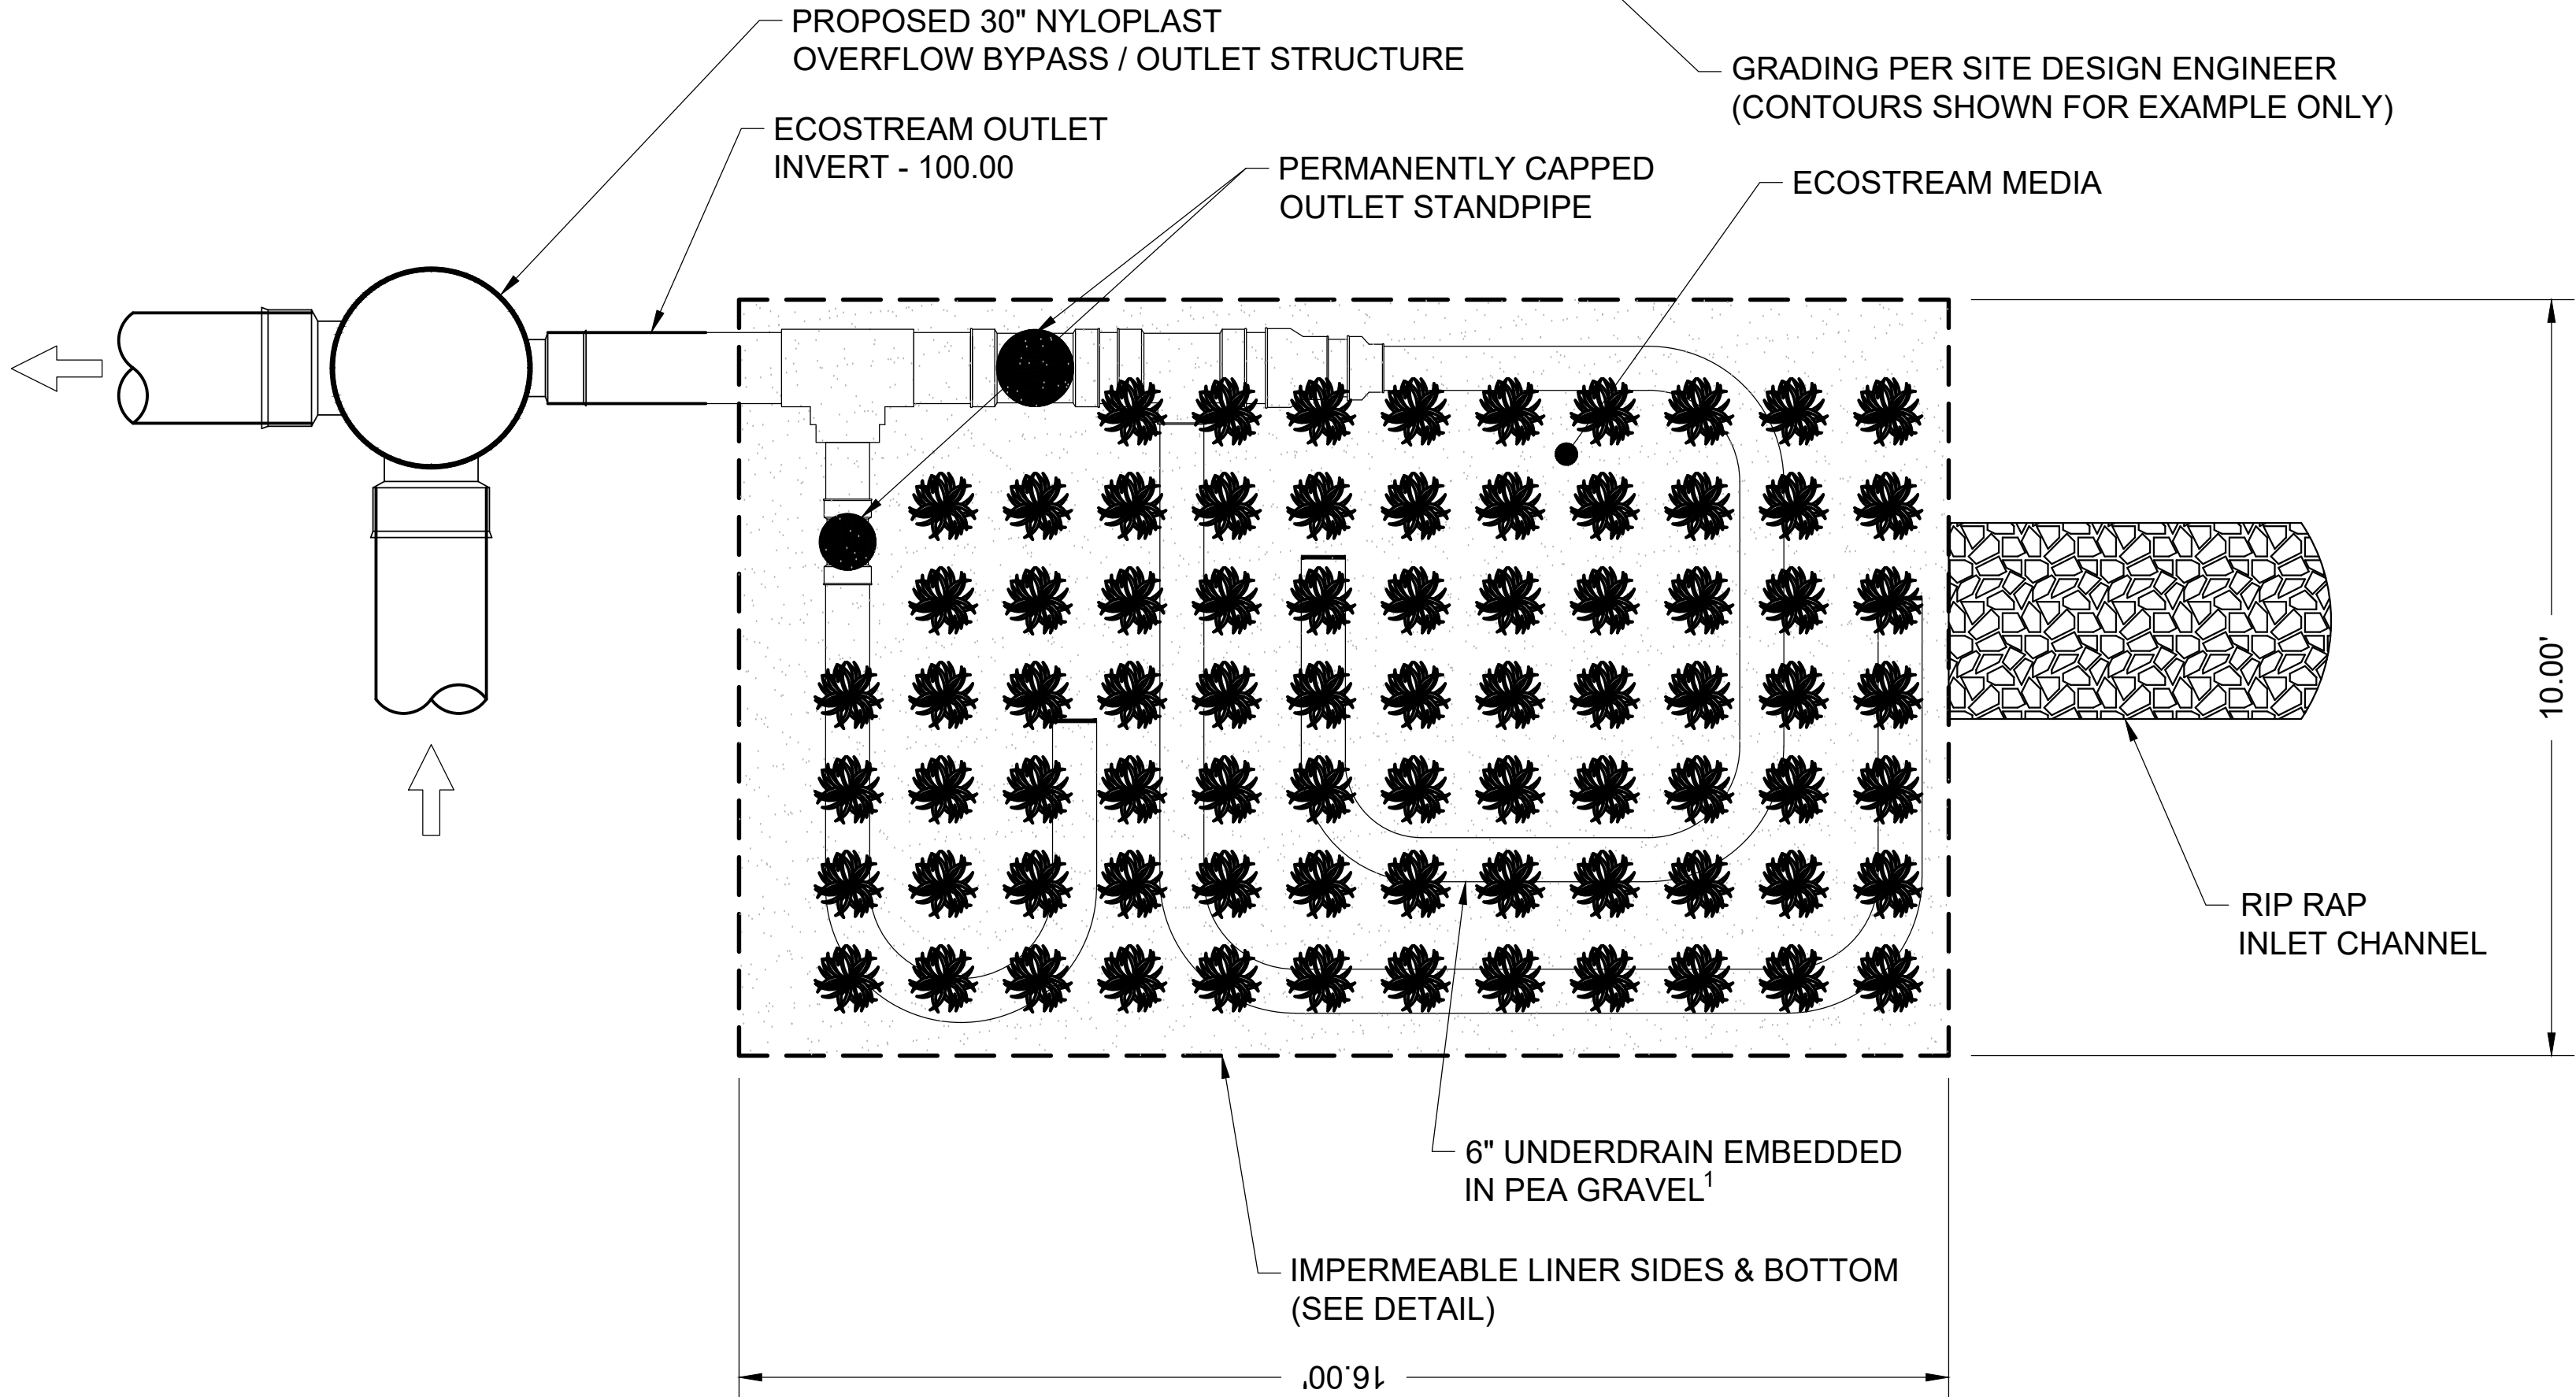 PROPOSED 30" NYLOPLAST
OVERFLOW BYPASS / OUTLET STRUCTURE
GRADING PER SITE DESIGN ENGINEER
(CONTOURS SHOWN FOR EXAMPLE ONLY)
ECOSTREAM OUTLET
INVERT - 100.00
PERMANENTLY CAPPED
OUTLET STANDPIPE
ECOSTREAM MEDIA
10.00'
RIP RAP
INLET CHANNEL
6" UNDERDRAIN EMBEDDED
IN PEA GRAVEL¹
IMPERMEABLE LINER SIDES & BOTTOM
(SEE DETAIL)
16.00'